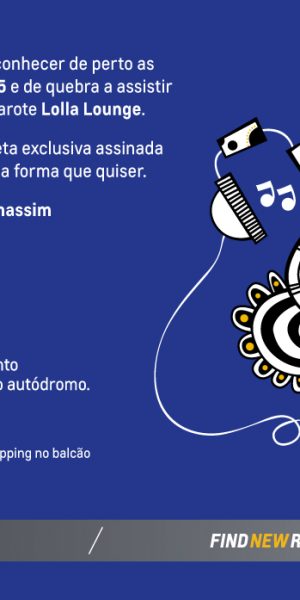 conhecer de perto as
5 e de quebra a assistir
arote Lolla Lounge.
eta exclusiva assinada
a forma que quiser.
nassim
nto
o autódromo.
pping no balcão
/
FIND NEW R